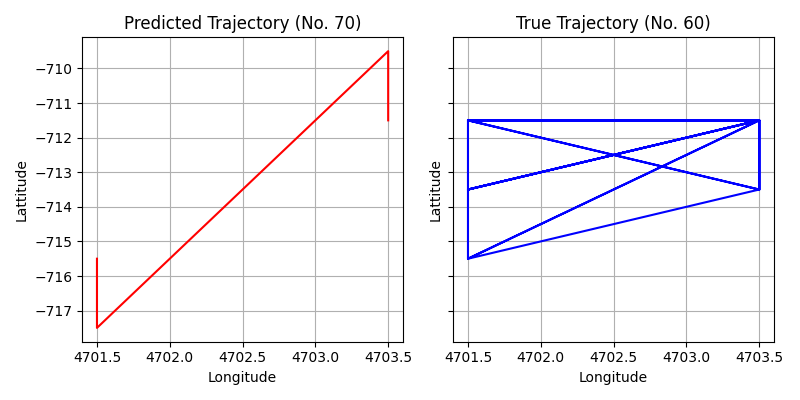 Predicted Trajectory (No. 70)
True Trajectory (No. 60)
Lattitude
−710
−711
−712
−713
−714
−715
−716
−717
4701.5 4702.0 4702.5 4703.0 4703.5
Longitude
Lattitude
4701.5 4702.0 4702.5 4703.0 4703.5
Longitude